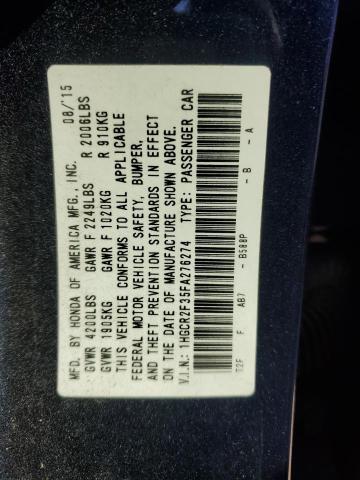 MFD. BY HONDA OF AMERICA MFG., INC. 08/'15
GVWR 4200LBS GAWR F 2249LBS R 2006LBS
GVWR 1905KG GAWR F 1020KG R 910KG
THIS VEHICLE CONFORMS TO ALL APPLICABLE
FEDERAL MOTOR VEHICLE SAFETY, BUMPER,
AND THEFT PREVENTION STANDARDS IN EFFECT
ON THE DATE OF MANUFACTURE SHOWN ABOVE.
V.I.N.: 1HGCR2F35FA276274 TYPE: PASSENGER CAR
T2F F AB7 - B588P - B - A